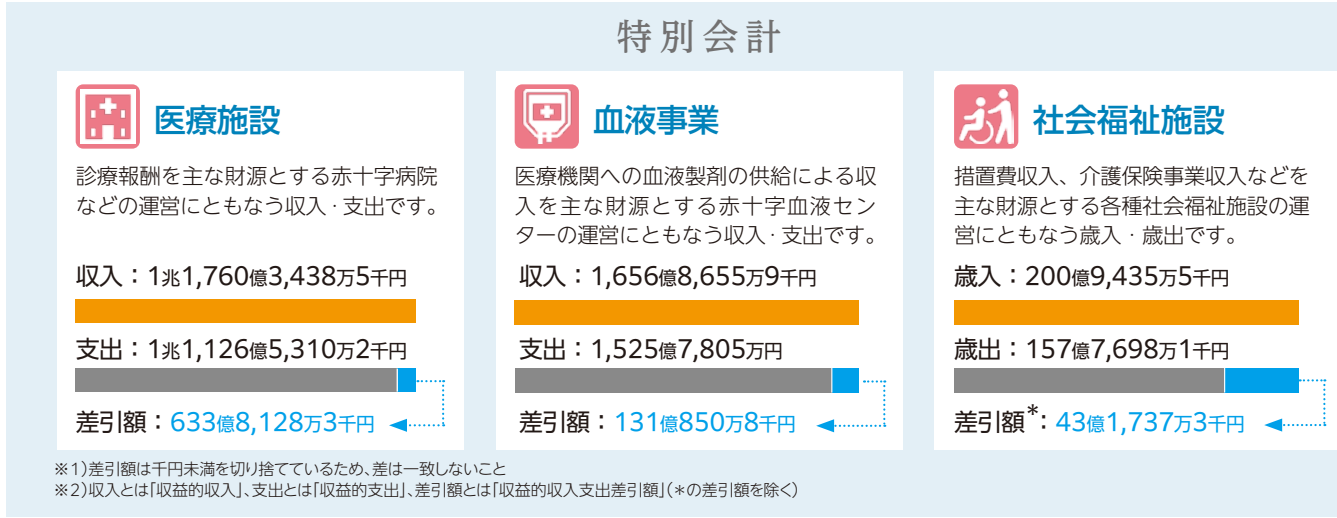 特別会計
医療施設
診療報酬を主な財源とする赤十字病院
などの運営にともなう収入・支出です。
収入：1兆1,760億3,438万5千円
支出：1兆1,126億5,310万2千円
差引額：633億8,128万3千円
血液事業
医療機関への血液製剤の供給による収
入を主な財源とする赤十字血液セン
ターの運営にともなう収入・支出です。
収入：1,656億8,655万9千円
支出：1,525億7,805万円
差引額：131億850万8千円
社会福祉施設
措置費収入、介護保険事業収入などを
主な財源とする各種社会福祉施設の運
営にともなう歳入・歳出です。
歳入：200億9,435万5千円
歳出：157億7,698万1千円
差引額*：43億1,737万3千円
※1)差引額は千円未満を切り捨てているため、差は一致しないこと
※2)収入とは「収益的収入」、支出とは「収益的支出」、差引額とは「収益的収入支出差引額」(*の差引額を除く)